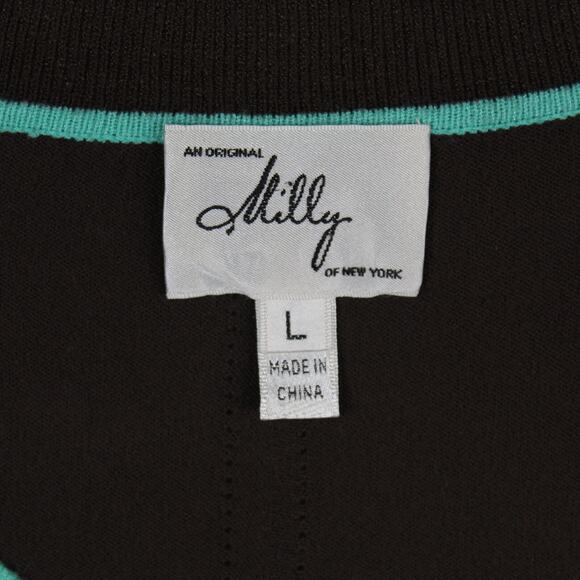 AN ORIGINAL
Milly
OF NEW YORK
L
MADE IN
CHINA